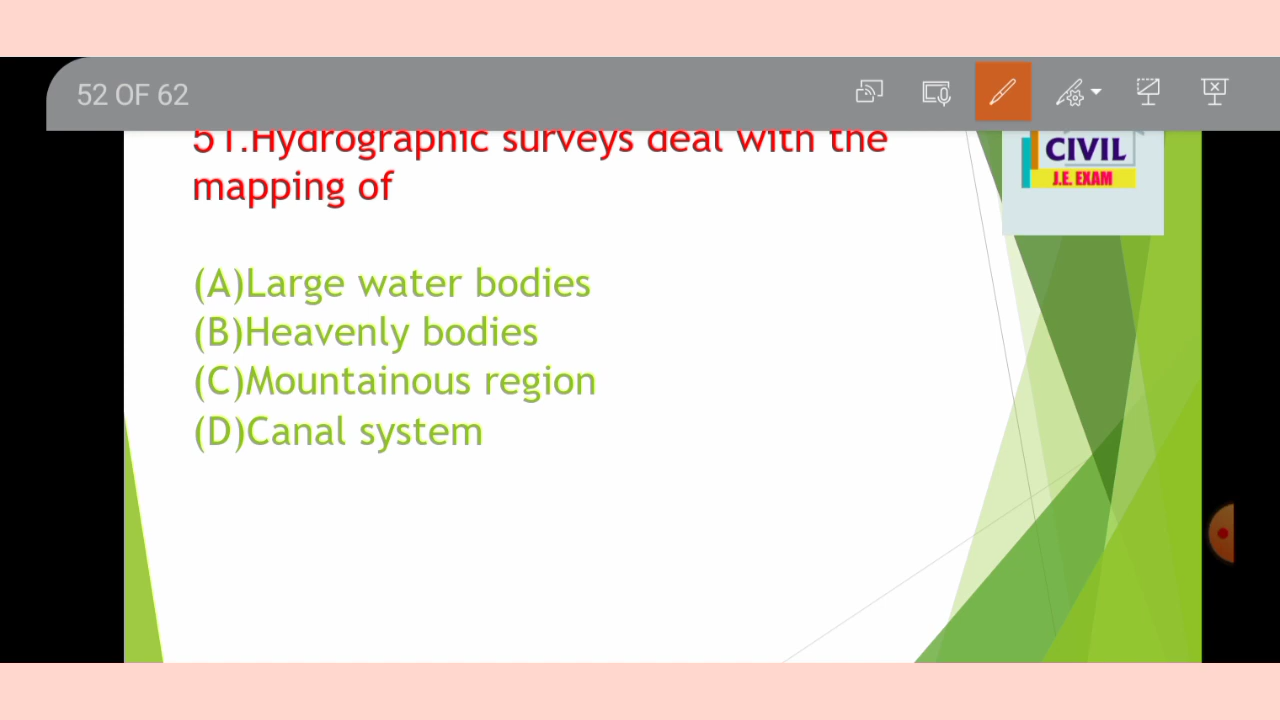 52 OF 62
51.Hydrographic surveys deal with the
mapping of
CIVIL
J.E. EXAM
(A)Large water bodies
(B)Heavenly bodies
(C)Mountainous region
(D)Canal system